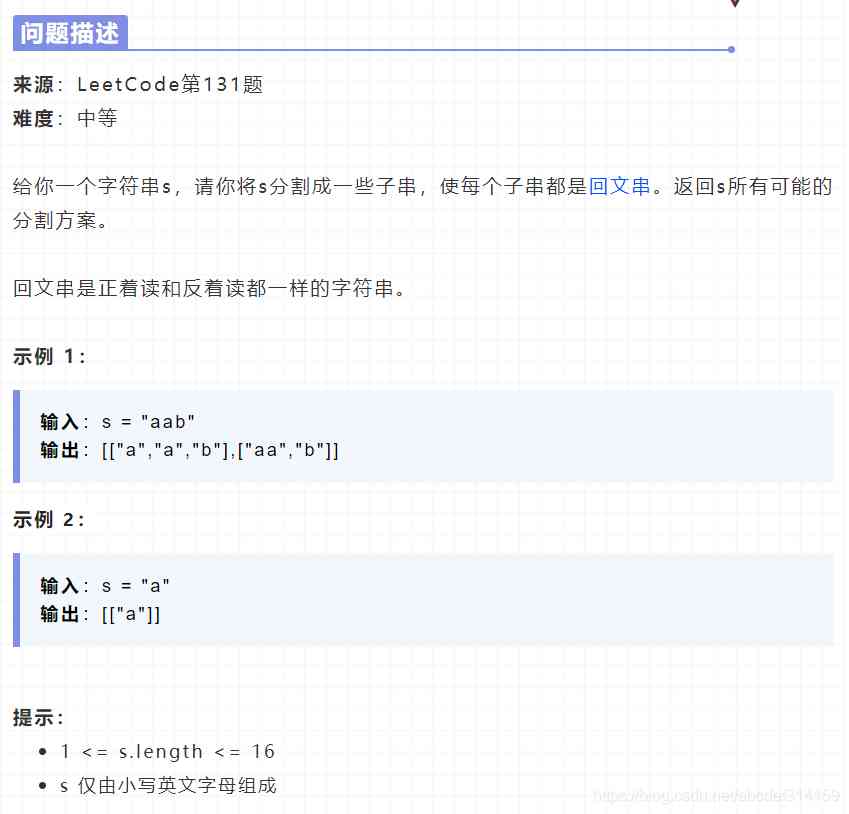 问题描述
来源：LeetCode第131题
难度：中等
给你一个字符串s，请你将s分割成一些子串，使每个子串都是回文串。返回s所有可能的
分割方案。
回文串是正着读和反着读都一样的字符串。
示例 1：
输入：s = "aab"
输出：[["a","a","b"],["aa","b"]]
示例 2：
输入：s = "a"
输出：[["a"]]
提示：
1 <= s.length <= 16
s 仅由小写英文字母组成
https://blog.csdn.net/abcdef314159